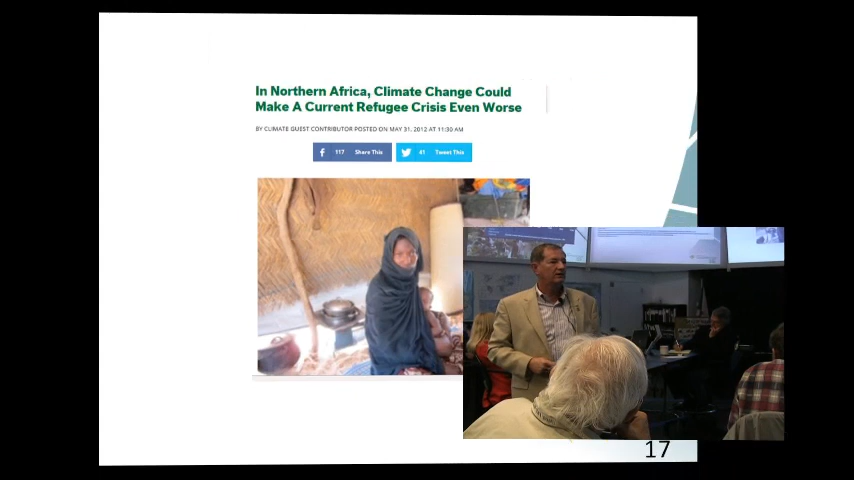 In Northern Africa, Climate Change Could
Make A Current Refugee Crisis Even Worse
BY CLIMATE GUEST CONTRIBUTOR POSTED ON MAY 31, 2012 AT 11:30 AM
117 Share This
41 Tweet This
17